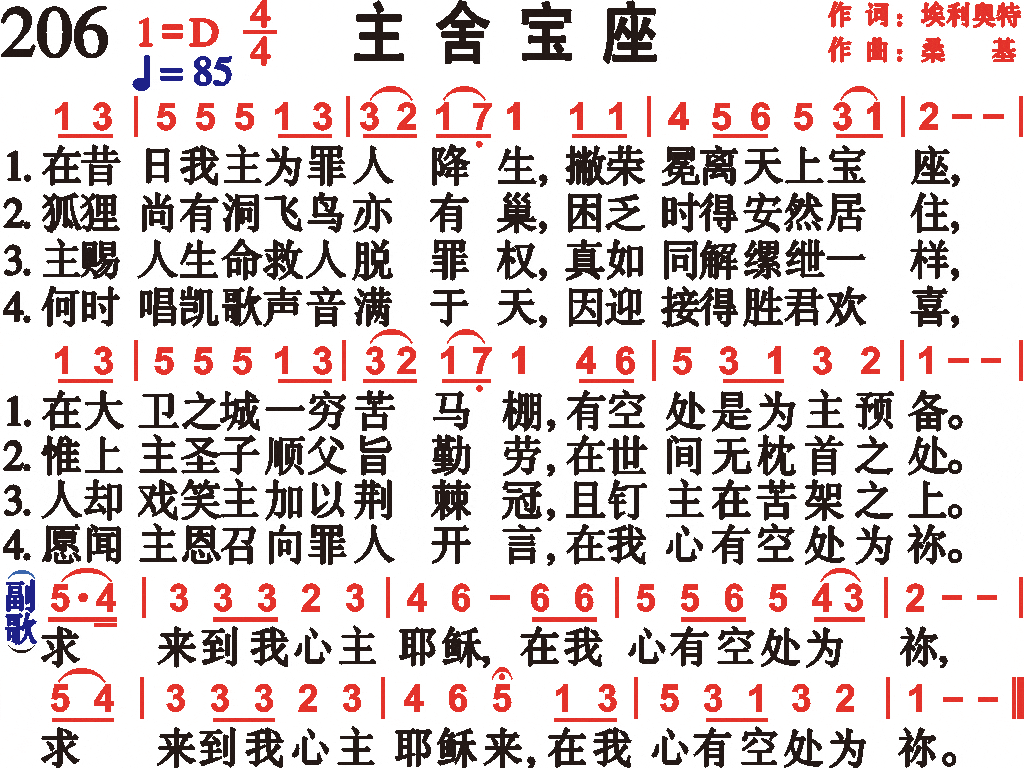 206 1=D 4/4 主舍宝座 作词：埃利奥特
♩=85 作曲：桑基
1 3 | 5 5 5 1 3 | 3 2 1 7 1 1 1 | 4 5 6 5 3 1 | 2 - - |
1. 在昔日我主为罪人降生, 撇荣冕离天上宝座,
2. 狐狸尚有洞飞鸟亦有巢, 困乏时得安然居住,
3. 主赐人生命救人脱罪权, 真如同解缧绁一样,
4. 何时唱凯歌声音满于天, 因迎接得胜君欢喜,
1 3 | 5 5 5 1 3 | 3 2 1 7 1 4 6 | 5 3 1 3 2 | 1 - - |
1. 在大卫之城一穷苦马棚, 有空处是为主预备。
2. 惟上主圣子顺父旨勤劳, 在世间无枕首之处。
3. 人却戏笑主加以荆棘冠, 且钉主在苦架之上。
4. 愿闻主恩召向罪人开言, 在我心有空处为祢。
副歌
5·4 | 3 3 3 2 3 | 4 6 - 6 6 | 5 5 6 5 4 3 | 2 - - |
求来到我心主耶稣, 在我心有空处为祢,
5 4 | 3 3 3 2 3 | 4 6 5 1 3 | 5 3 1 3 2 | 1 - - ‖
求来到我心主耶稣来, 在我心有空处为祢。